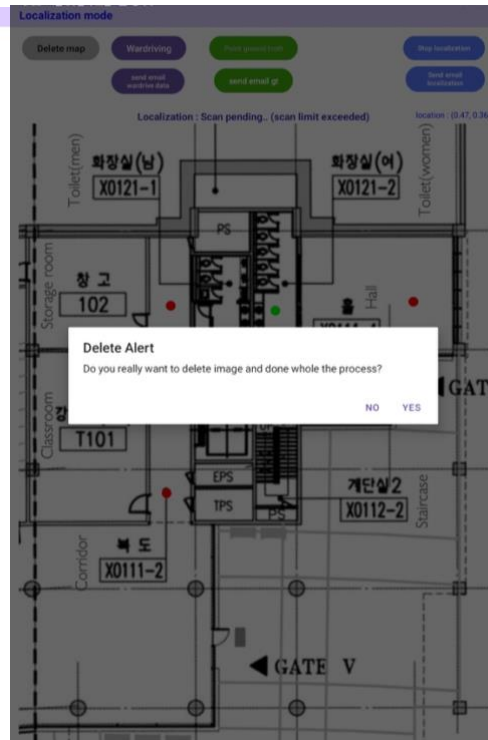 Localization mode
Delete map
Wardriving
Push ground truth
Stop localization
send email
wardrive data
send email gt
Send email
localization
Localization : Scan pending.. (scan limit exceeded)
location : (0.47, 0.36
Toilet(men)
화장실(남)
X0121-1
화장실(여)
X0121-2
Toilet(women)
PS
Storage room
창고
102
홀
Hall
Delete Alert
Do you really want to delete image and done whole the process?
NO
YES
GAT
Classroom
T101
EPS
TPS
계단실2
X0112-2
Staircase
Corridor
복도
X0111-2
GATE V